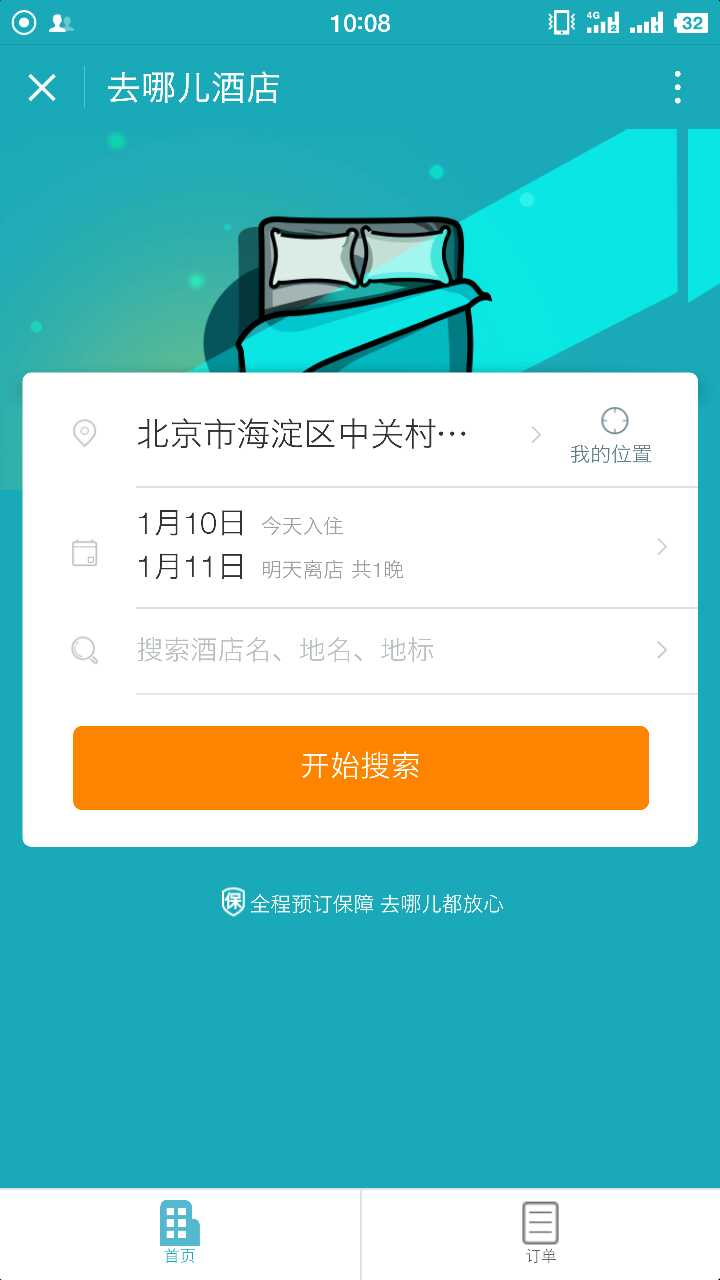 10:08
4G
2
1
32
去哪儿酒店
北京市海淀区中关村…
我的位置
1月10日 今天入住
1月11日 明天离店 共1晚
搜索酒店名、地名、地标
开始搜索
保 全程预订保障 去哪儿都放心
首页
订单